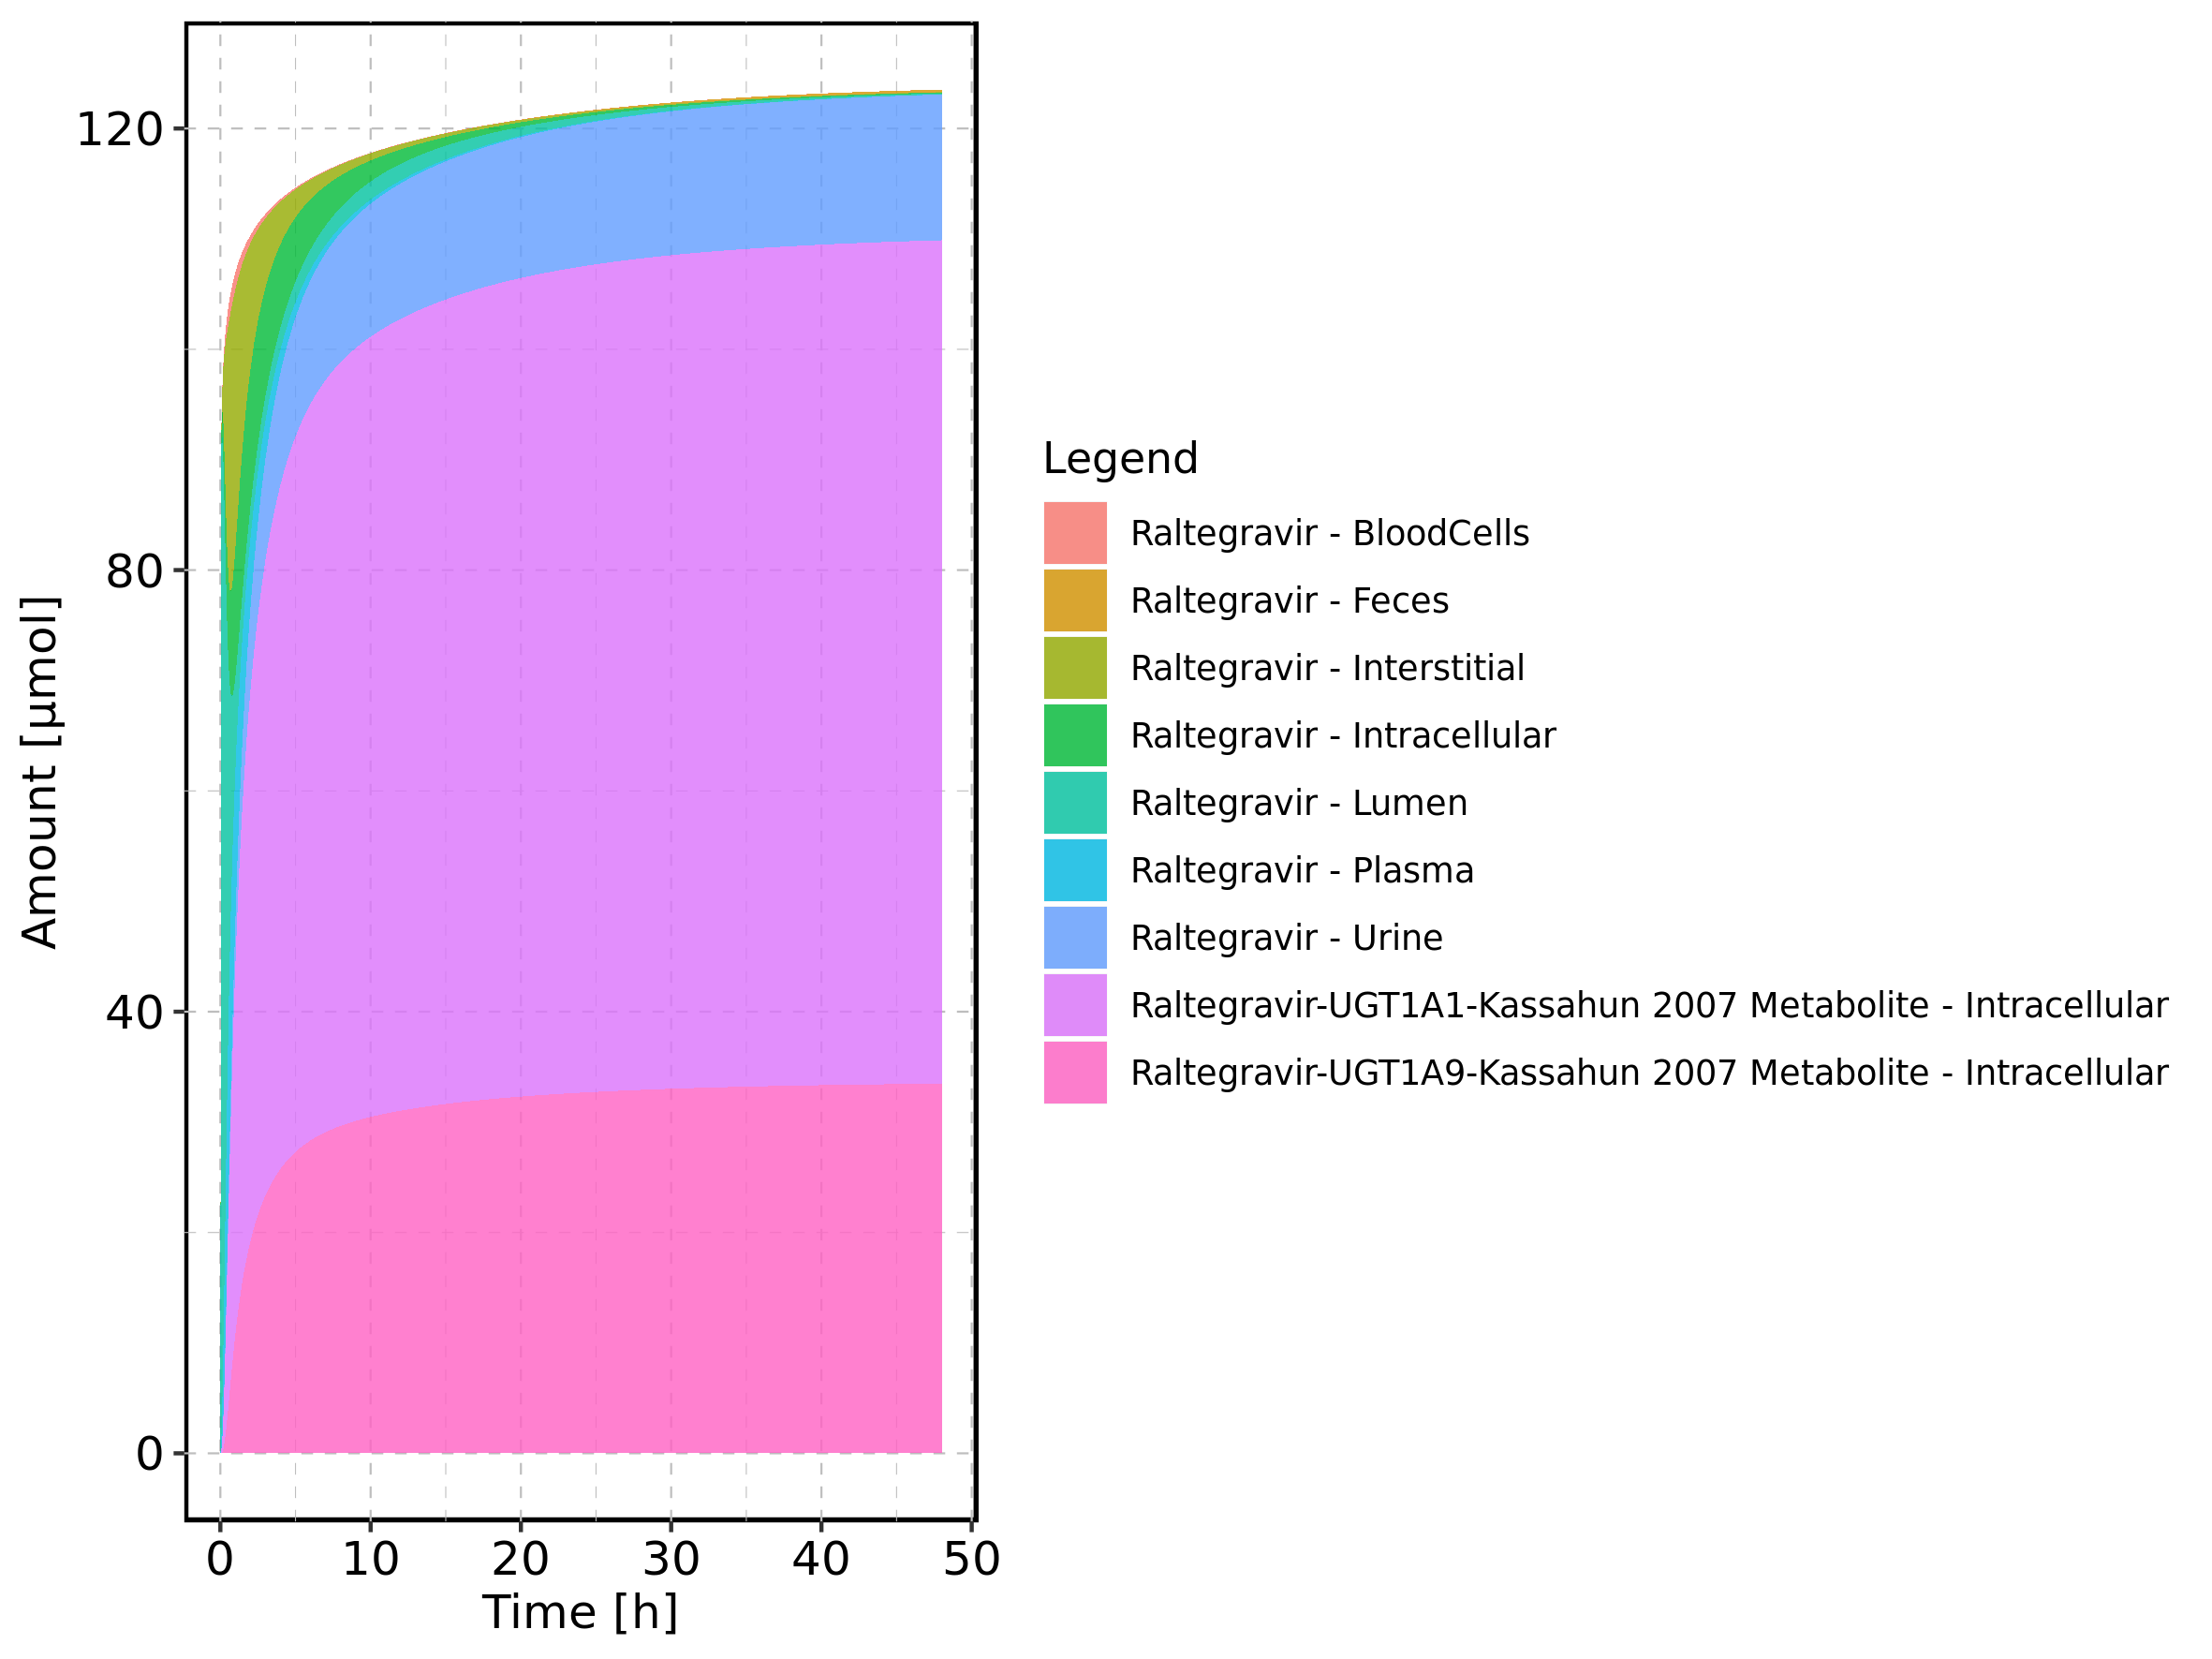 120
80
40
0
Amount [µmol]
0 10 20 30 40 50
Time [h]
Legend
Raltegravir - BloodCells
Raltegravir - Feces
Raltegravir - Interstitial
Raltegravir - Intracellular
Raltegravir - Lumen
Raltegravir - Plasma
Raltegravir - Urine
Raltegravir-UGT1A1-Kassahun 2007 Metabolite - Intracellular
Raltegravir-UGT1A9-Kassahun 2007 Metabolite - Intracellular